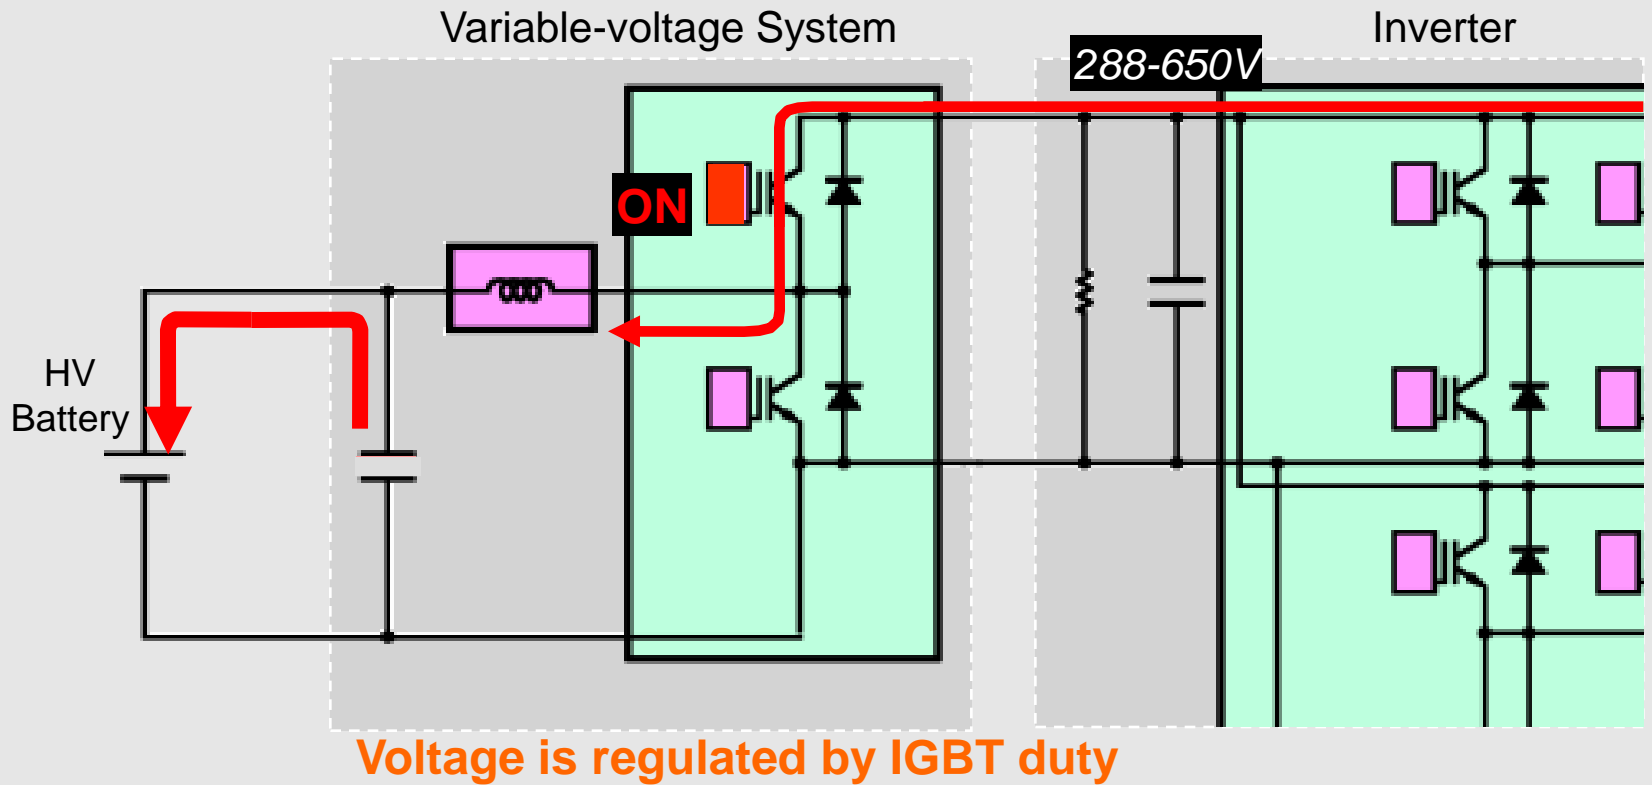 Variable-voltage System
Inverter
288-650V
ON
HV
Battery
Voltage is regulated by IGBT duty